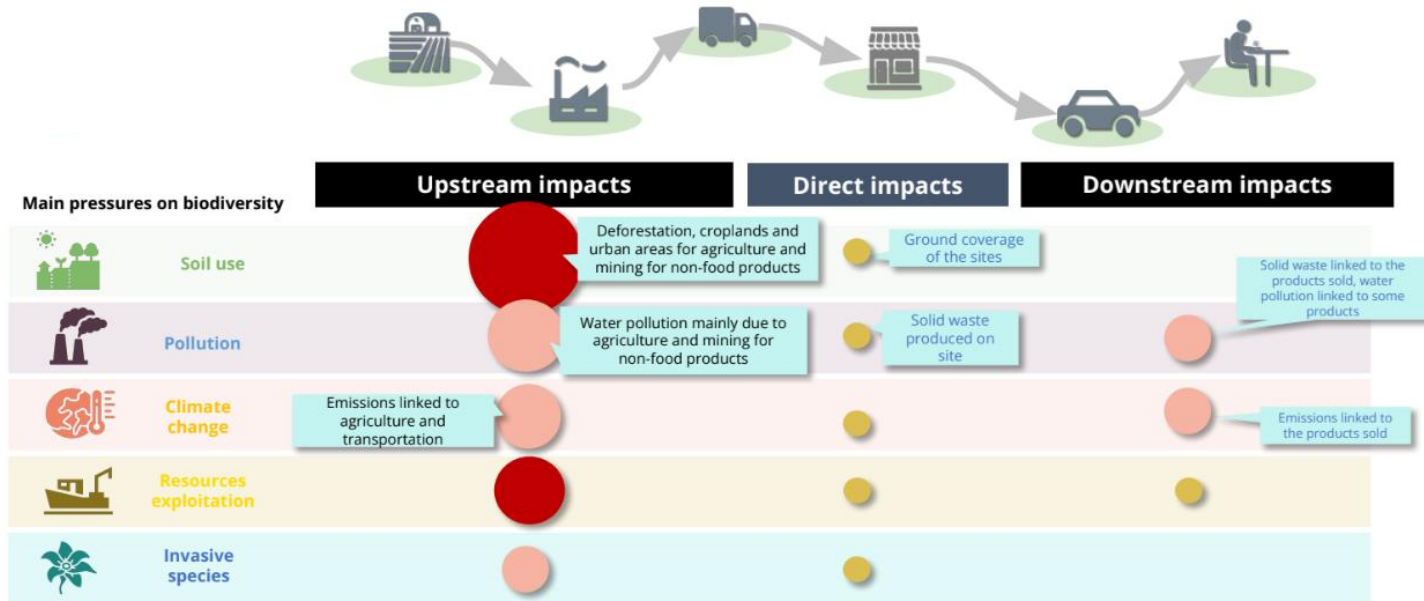 Upstream impacts
Direct impacts
Downstream impacts
Main pressures on biodiversity
Soil use
Deforestation, croplands and
urban areas for agriculture and
mining for non-food products
Ground coverage
of the sites
Pollution
Water pollution mainly due to
agriculture and mining for
non-food products
Solid waste
produced on
site
Solid waste linked to the
products sold, water
pollution linked to some
products
Climate
change
Emissions linked to
agriculture and
transportation
Emissions linked to
the products sold
Resources
exploitation
Invasive
species